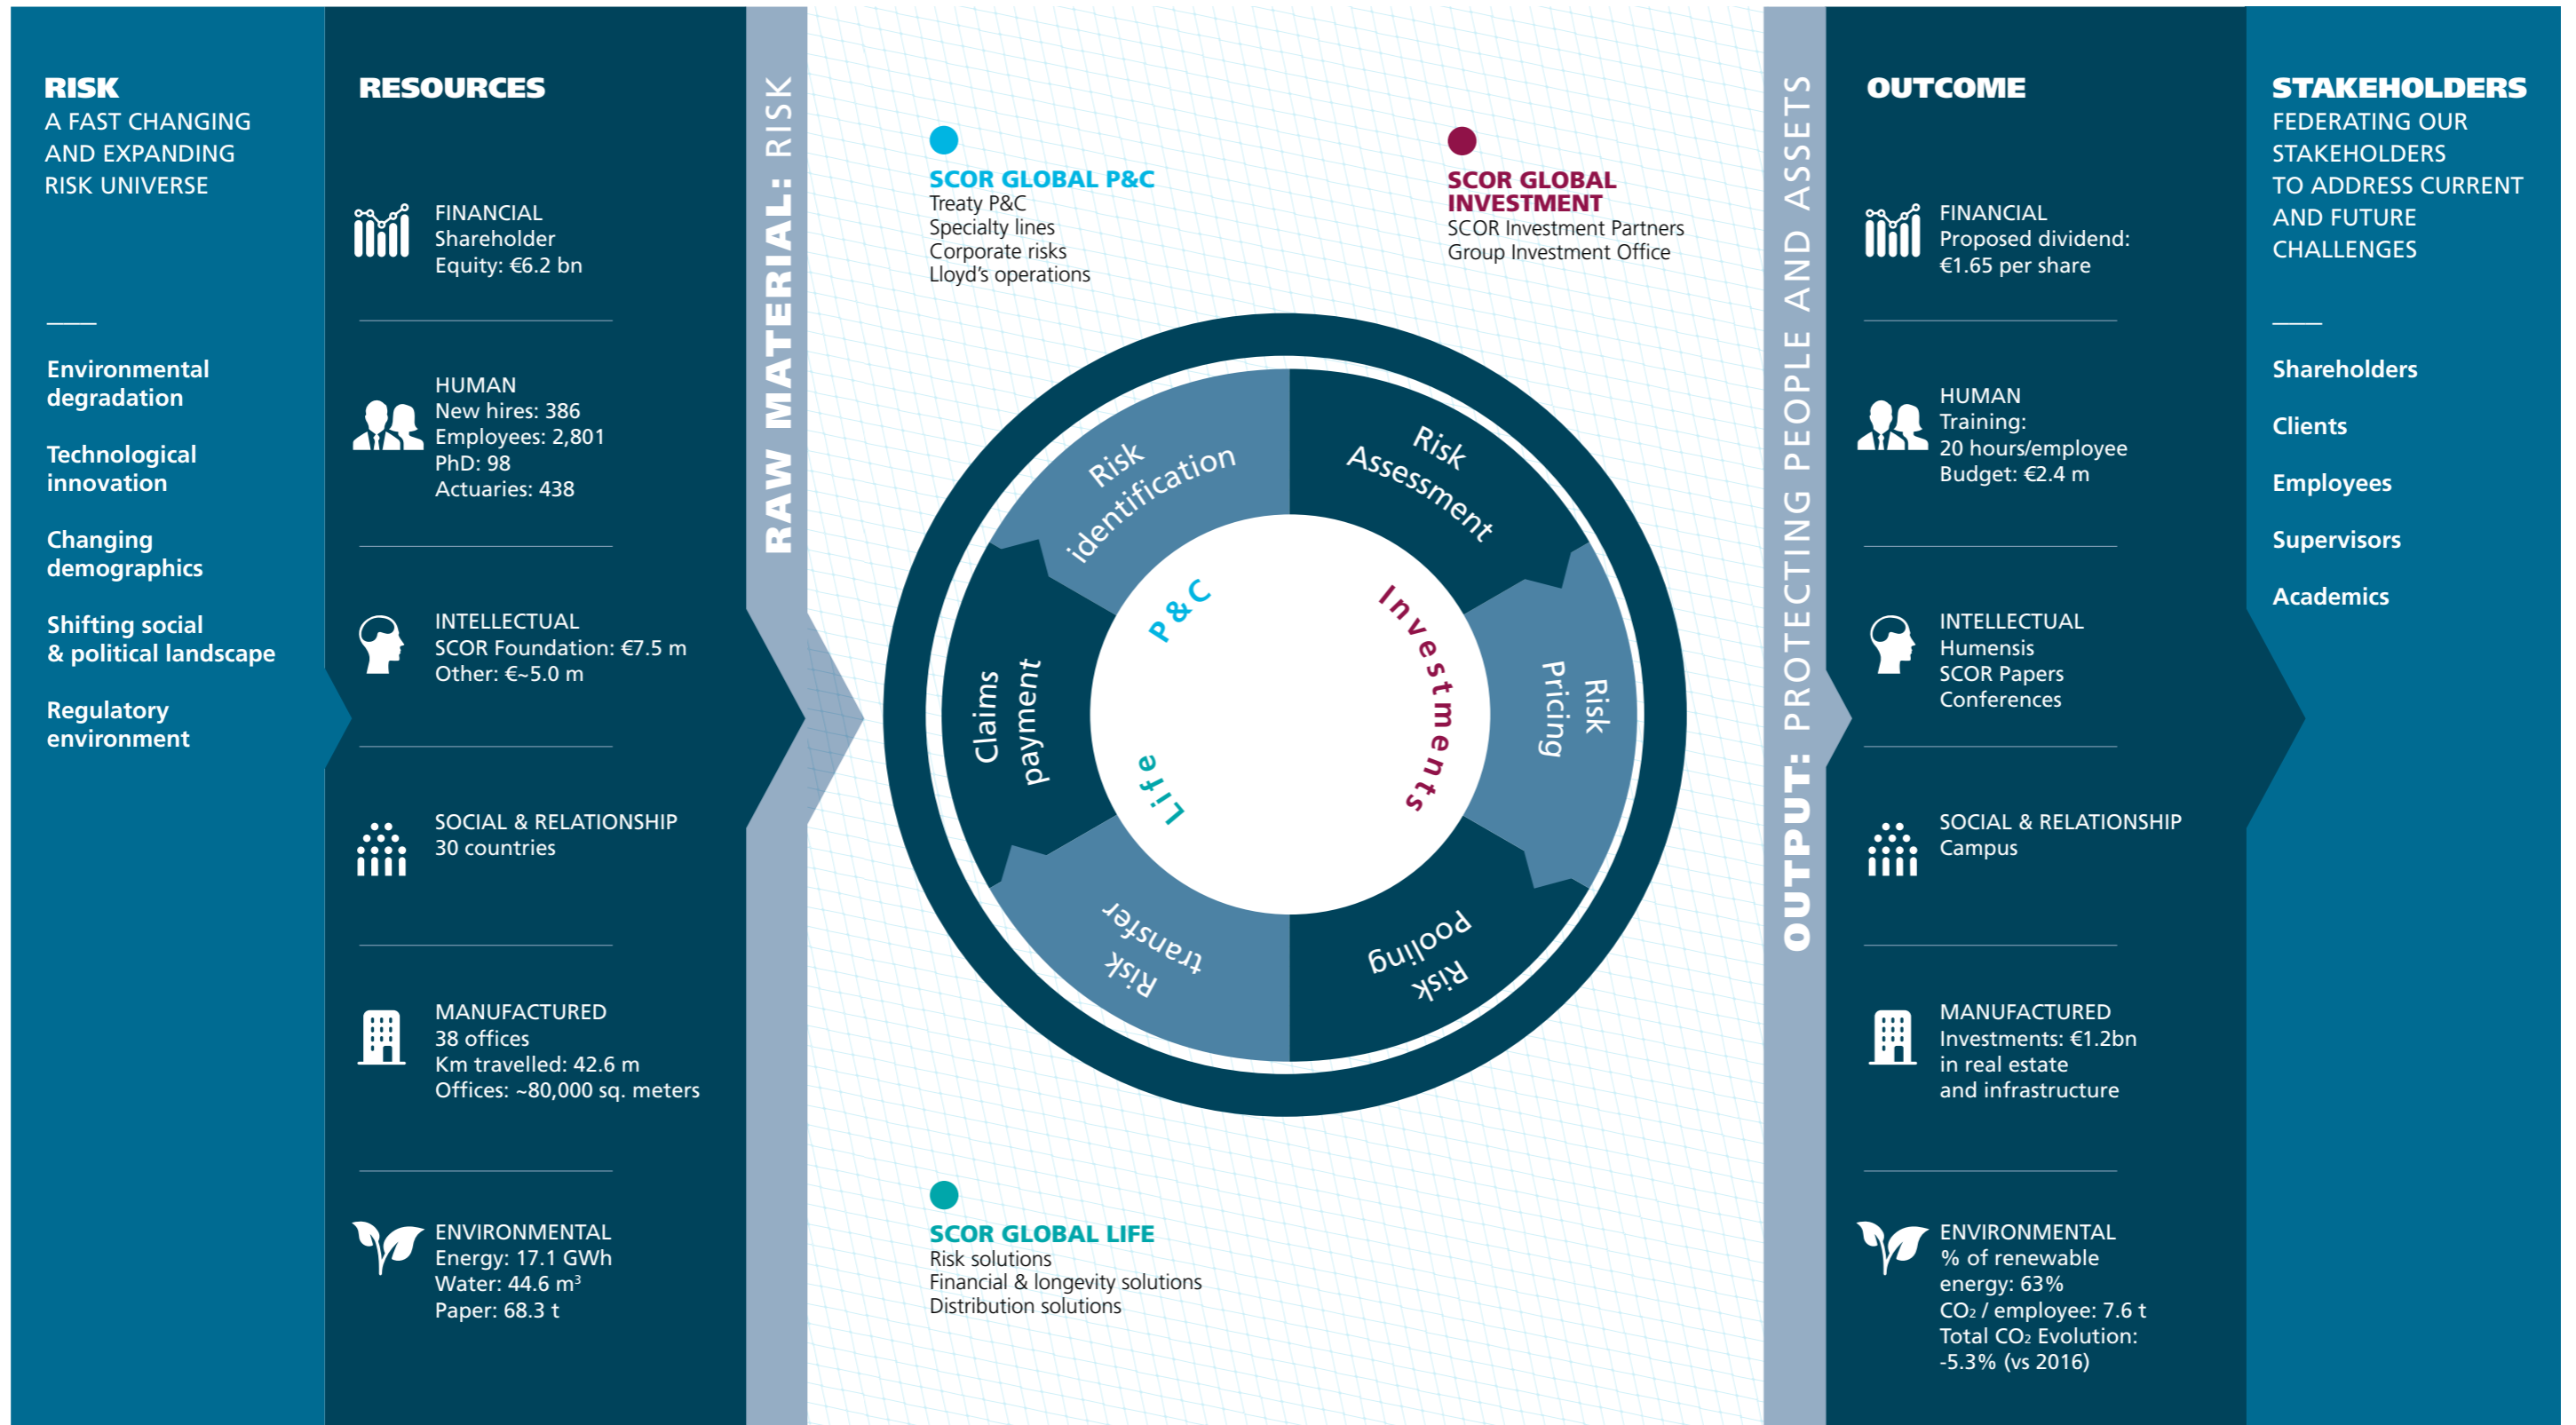 RISK
A FAST CHANGING
AND EXPANDING
RISK UNIVERSE
Environmental
degradation
Technological
innovation
Changing
demographics
Shifting social
& political landscape
Regulatory
environment
RESOURCES
FINANCIAL
Shareholder
Equity: €6.2 bn
HUMAN
New hires: 386
Employees: 2,801
PhD: 98
Actuaries: 438
INTELLECTUAL
SCOR Foundation: €7.5 m
Other: €~5.0 m
SOCIAL & RELATIONSHIP
30 countries
MANUFACTURED
38 offices
Km travelled: 42.6 m
Offices: ~80,000 sq. meters
ENVIRONMENTAL
Energy: 17.1 GWh
Water: 44.6 m³
Paper: 68.3 t
RAW MATERIAL: RISK
SCOR GLOBAL P&C
Treaty P&C
Specialty lines
Corporate risks
Lloyd's operations
SCOR GLOBAL
INVESTMENT
SCOR Investment Partners
Group Investment Office
Risk
identification
Risk
Assessment
Risk
Pricing
Risk
Pooling
Risk
transfer
Claims
payment
P&C
Investments
Life
SCOR GLOBAL LIFE
Risk solutions
Financial & longevity solutions
Distribution solutions
OUTPUT: PROTECTING PEOPLE AND ASSETS
OUTCOME
FINANCIAL
Proposed dividend:
€1.65 per share
HUMAN
Training:
20 hours/employee
Budget: €2.4 m
INTELLECTUAL
Humensis
SCOR Papers
Conferences
SOCIAL & RELATIONSHIP
Campus
MANUFACTURED
Investments: €1.2bn
in real estate
and infrastructure
ENVIRONMENTAL
% of renewable
energy: 63%
CO₂ / employee: 7.6 t
Total CO₂ Evolution:
-5.3% (vs 2016)
STAKEHOLDERS
FEDERATING OUR
STAKEHOLDERS
TO ADDRESS CURRENT
AND FUTURE
CHALLENGES
Shareholders
Clients
Employees
Supervisors
Academics